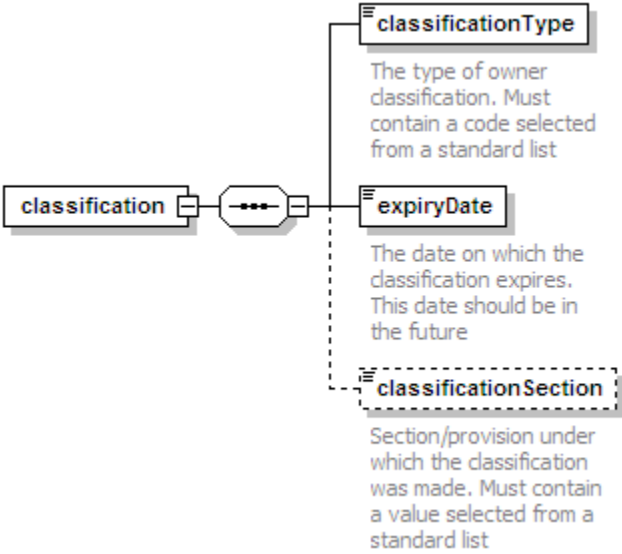 classificationType
The type of owner
classification. Must
contain a code selected
from a standard list
classification
expiryDate
The date on which the
classification expires.
This date should be in
the future
classificationSection
Section/provision under
which the classification
was made. Must contain
a value selected from a
standard list